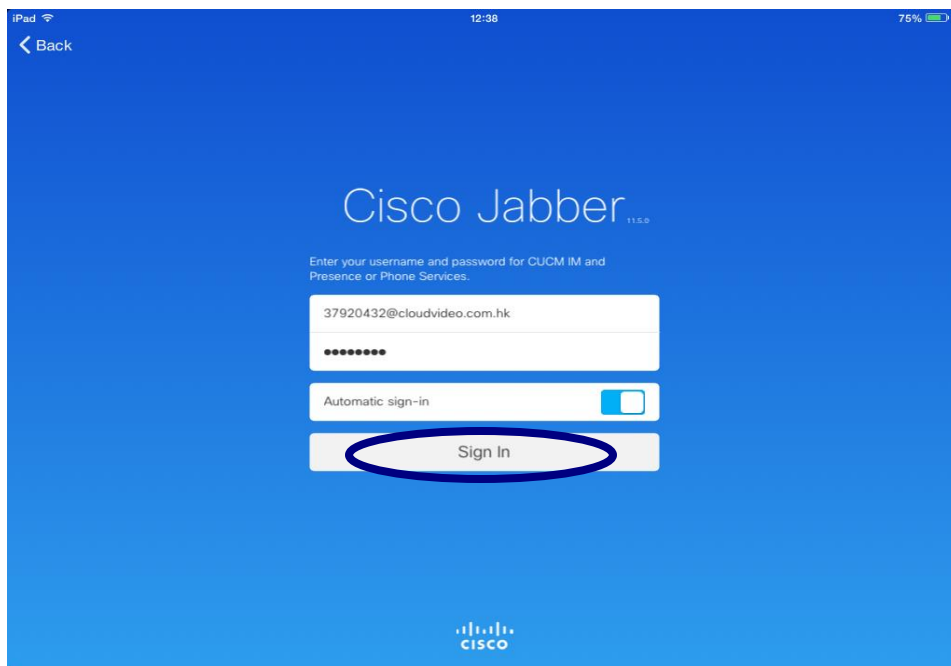 iPad 12:38 75%
Back
Cisco Jabber 11.5.0
Enter your username and password for CUCM IM and
Presence or Phone Services.
37920432@cloudvideo.com.hk
●●●●●●●●
Automatic sign-in
Sign In
CISCO